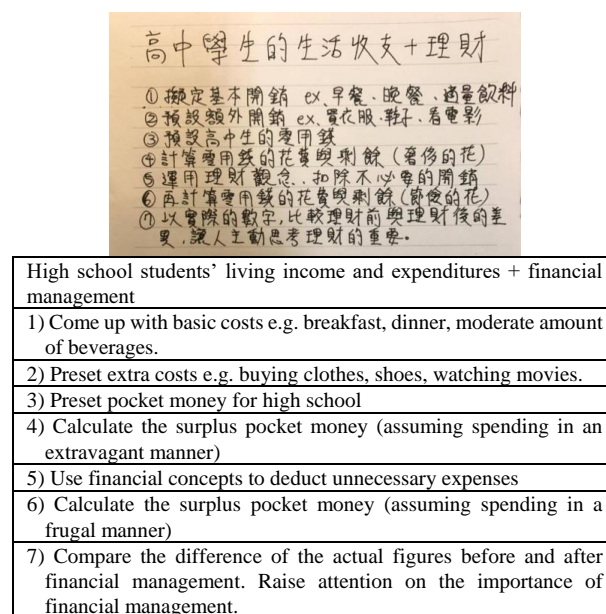 高中學生的生活收支+理財
① 擬定基本開銷 ex、早餐、晚餐、適量飲料
② 預設額外開銷 ex、買衣服、鞋子、看電影
③ 預設高中生的零用錢
④ 計算零用錢的花費與剩餘(奢侈的花)
⑤ 運用理財觀念、扣除不必要的開銷
⑥ 再計算零用錢的花費與剩餘(節儉的花)
⑦ 以實際的數字,比較理財前與理財後的差
異,讓人主動思考理財的重要。
High school students’ living income and expenditures + financial
management
1) Come up with basic costs e.g. breakfast, dinner, moderate amount
of beverages.
2) Preset extra costs e.g. buying clothes, shoes, watching movies.
3) Preset pocket money for high school
4) Calculate the surplus pocket money (assuming spending in an
extravagant manner)
5) Use financial concepts to deduct unnecessary expenses
6) Calculate the surplus pocket money (assuming spending in a
frugal manner)
7) Compare the difference of the actual figures before and after
financial management. Raise attention on the importance of
financial management.